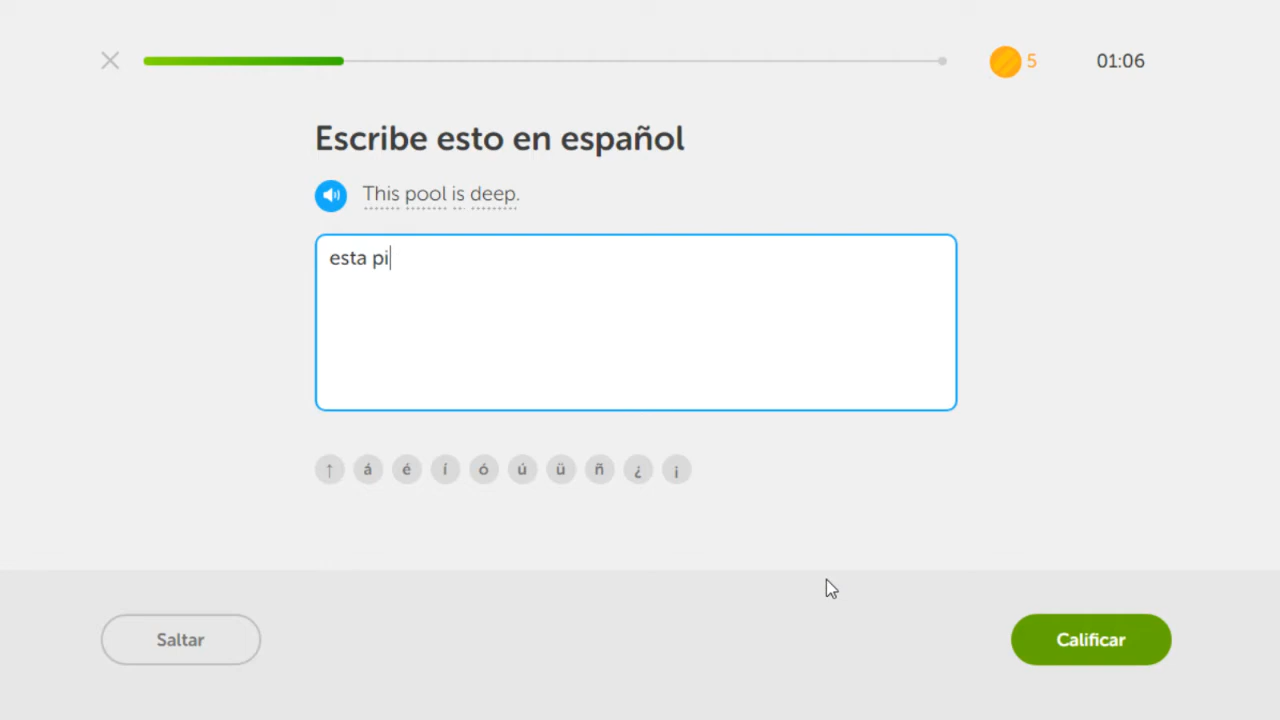 5 01:06
Escribe esto en español
This pool is deep.
esta pi
↑ á é í ó ú ü ñ ¿ ¡
Saltar Calificar